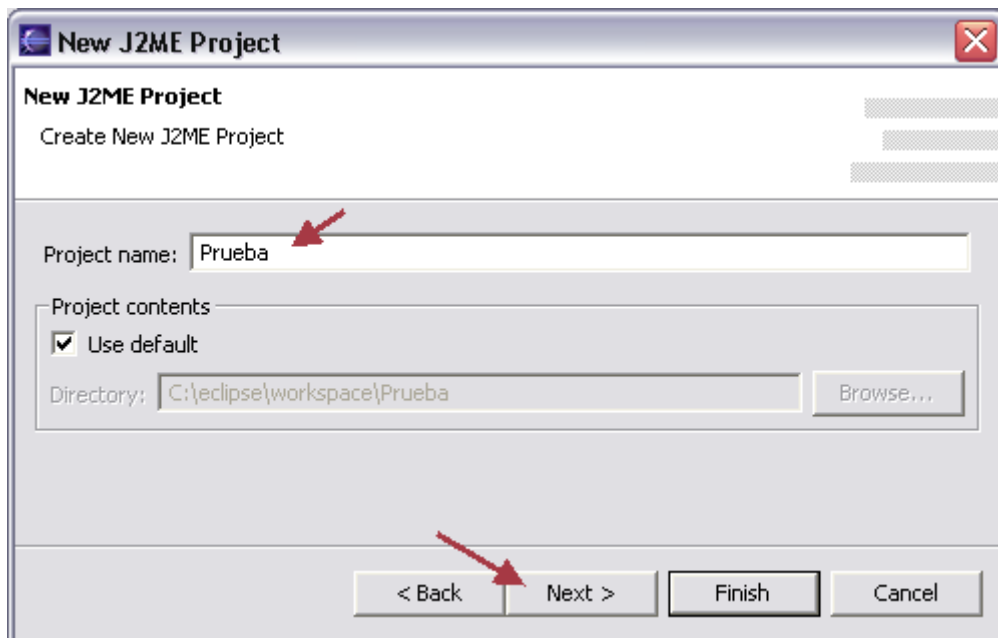 New J2ME Project
New J2ME Project
Create New J2ME Project
Project name: Prueba
Project contents
Use default
Directory: C:\eclipse\workspace\Prueba Browse...
< Back Next > Finish Cancel